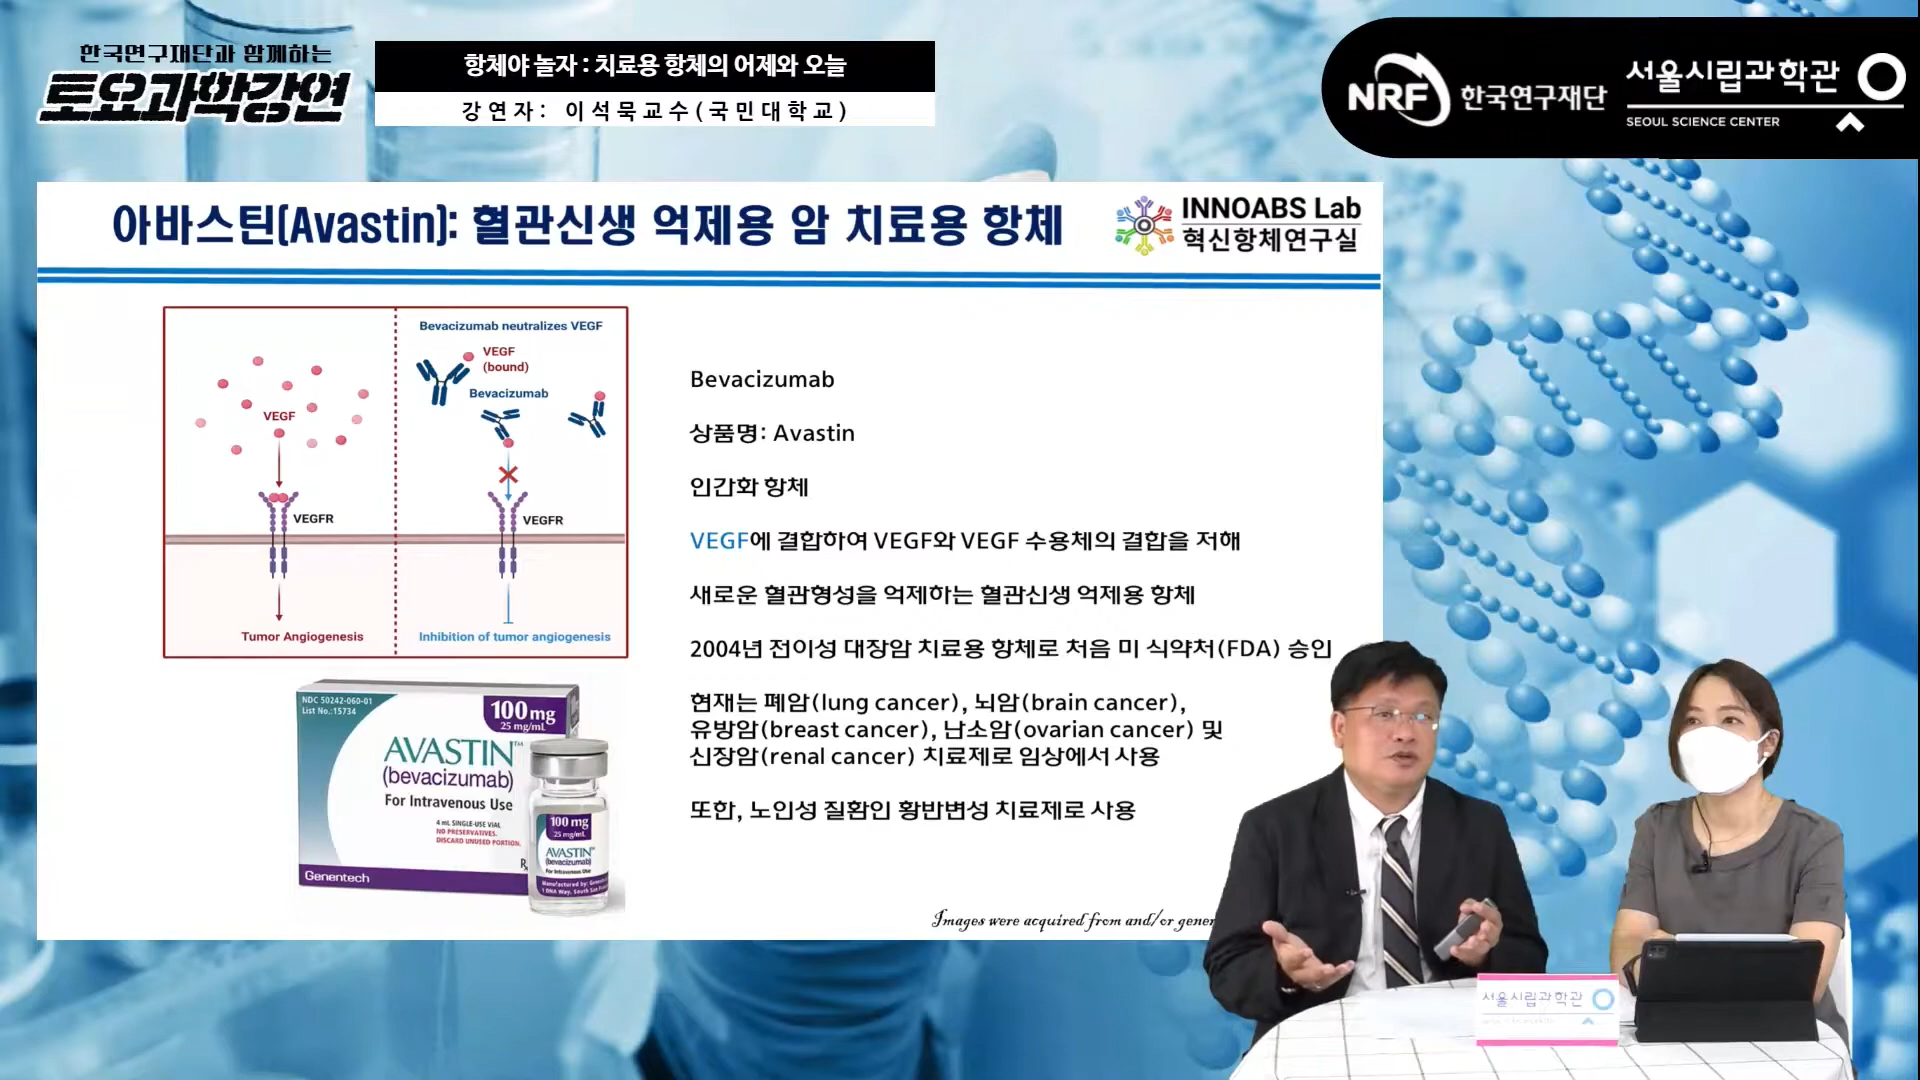 한국연구재단과 함께하는
토요과학강연
항체야 놀자 : 치료용 항체의 어제와 오늘
강연자: 이석묵교수(국민대학교)
NRF 한국연구재단
서울시립과학관
SEOUL SCIENCE CENTER
아바스틴(Avastin): 혈관신생 억제용 암 치료용 항체
INNOABS Lab
혁신항체연구실
VEGF
VEGFR
Tumor Angiogenesis
Bevacizumab neutralizes VEGF
VEGF
(bound)
Bevacizumab
VEGFR
Inhibition of tumor angiogenesis
Bevacizumab
상품명: Avastin
인간화 항체
VEGF에 결합하여 VEGF와 VEGF 수용체의 결합을 저해
새로운 혈관형성을 억제하는 혈관신생 억제용 항체
2004년 전이성 대장암 치료용 항체로 처음 미 식약처(FDA) 승인
현재는 폐암(lung cancer), 뇌암(brain cancer),
유방암(breast cancer), 난소암(ovarian cancer) 및
신장암(renal cancer) 치료제로 임상에서 사용
또한, 노인성 질환인 황반변성 치료제로 사용
NDC 50242-060-01
List No.:15734
100 mg
25 mg/mL
AVASTIN™
(bevacizumab)
For Intravenous Use
4 mL SINGLE-USE VIAL
NO PRESERVATIVES.
DISCARD UNUSED PORTION.
Genentech
100 mg
25 mg/mL
AVASTIN
(bevacizumab)
For Intravenous Use
Images were acquired from and/or
서울시립과학관